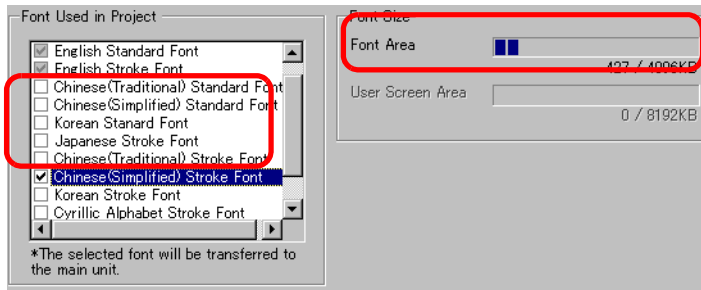 Font Used in Project
English Standard Font
English Stroke Font
Chinese(Traditional) Standard Font
Chinese(Simplified) Standard Font
Korean Stanard Font
Japanese Stroke Font
Chinese(Traditional) Stroke Font
Chinese(Simplified) Stroke Font
Korean Stroke Font
Cyrillic Alphabet Stroke Font
*The selected font will be transferred to
the main unit.
Font Size
Font Area
427 / 4096KB
User Screen Area
0 / 8192KB